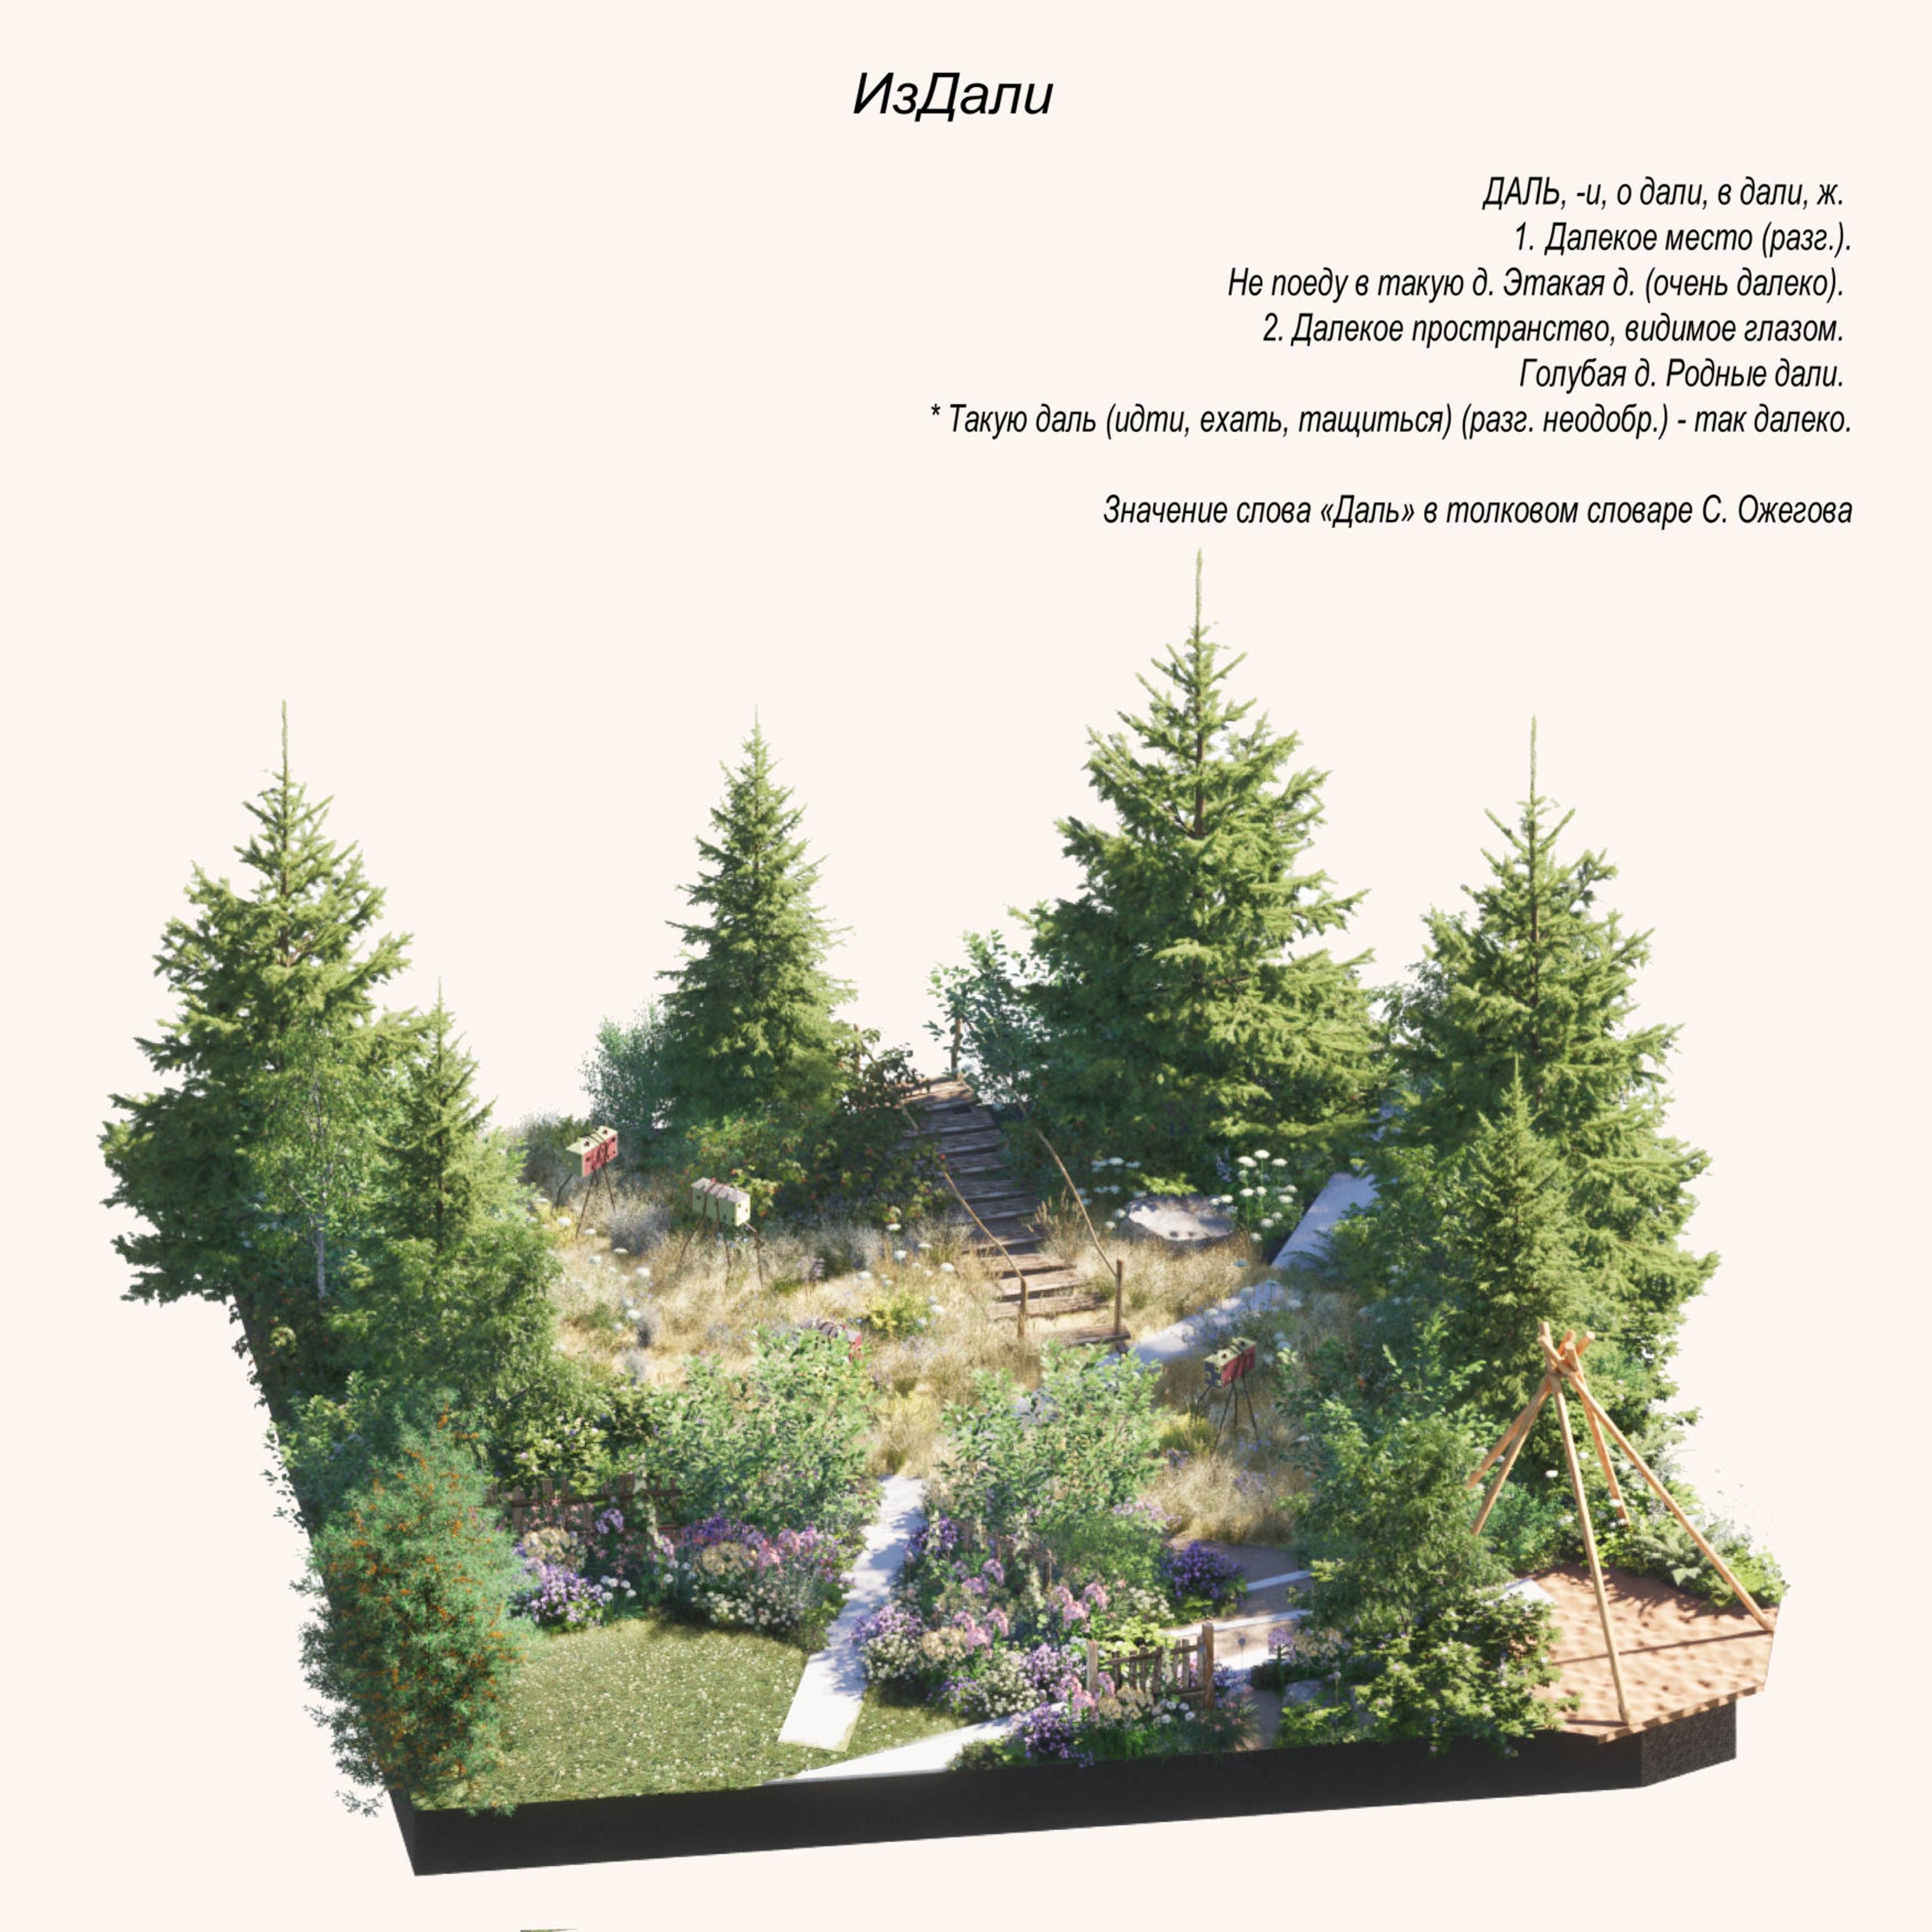 ИзДали
ДАЛЬ, -и, о дали, в дали, ж.
1. Далекое место (разг.).
Не поеду в такую д. Этакая д. (очень далеко).
2. Далекое пространство, видимое глазом.
Голубая д. Родные дали.
* Такую даль (идти, ехать, тащиться) (разг. неодобр.) - так далеко.
Значение слова «Даль» в толковом словаре С. Ожегова